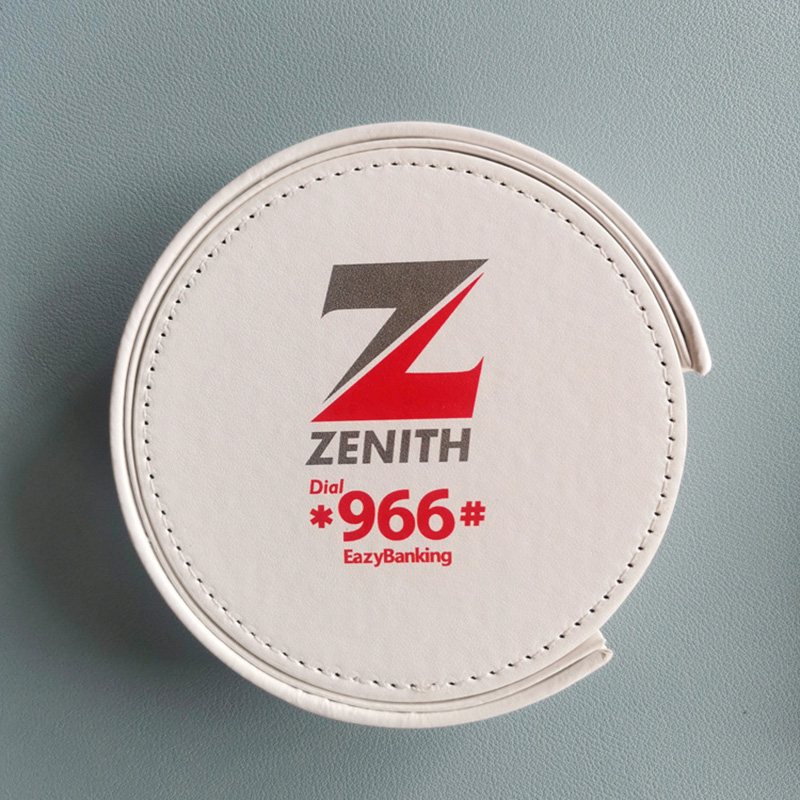 Z
ZENITH
Dial
*966#
EazyBanking